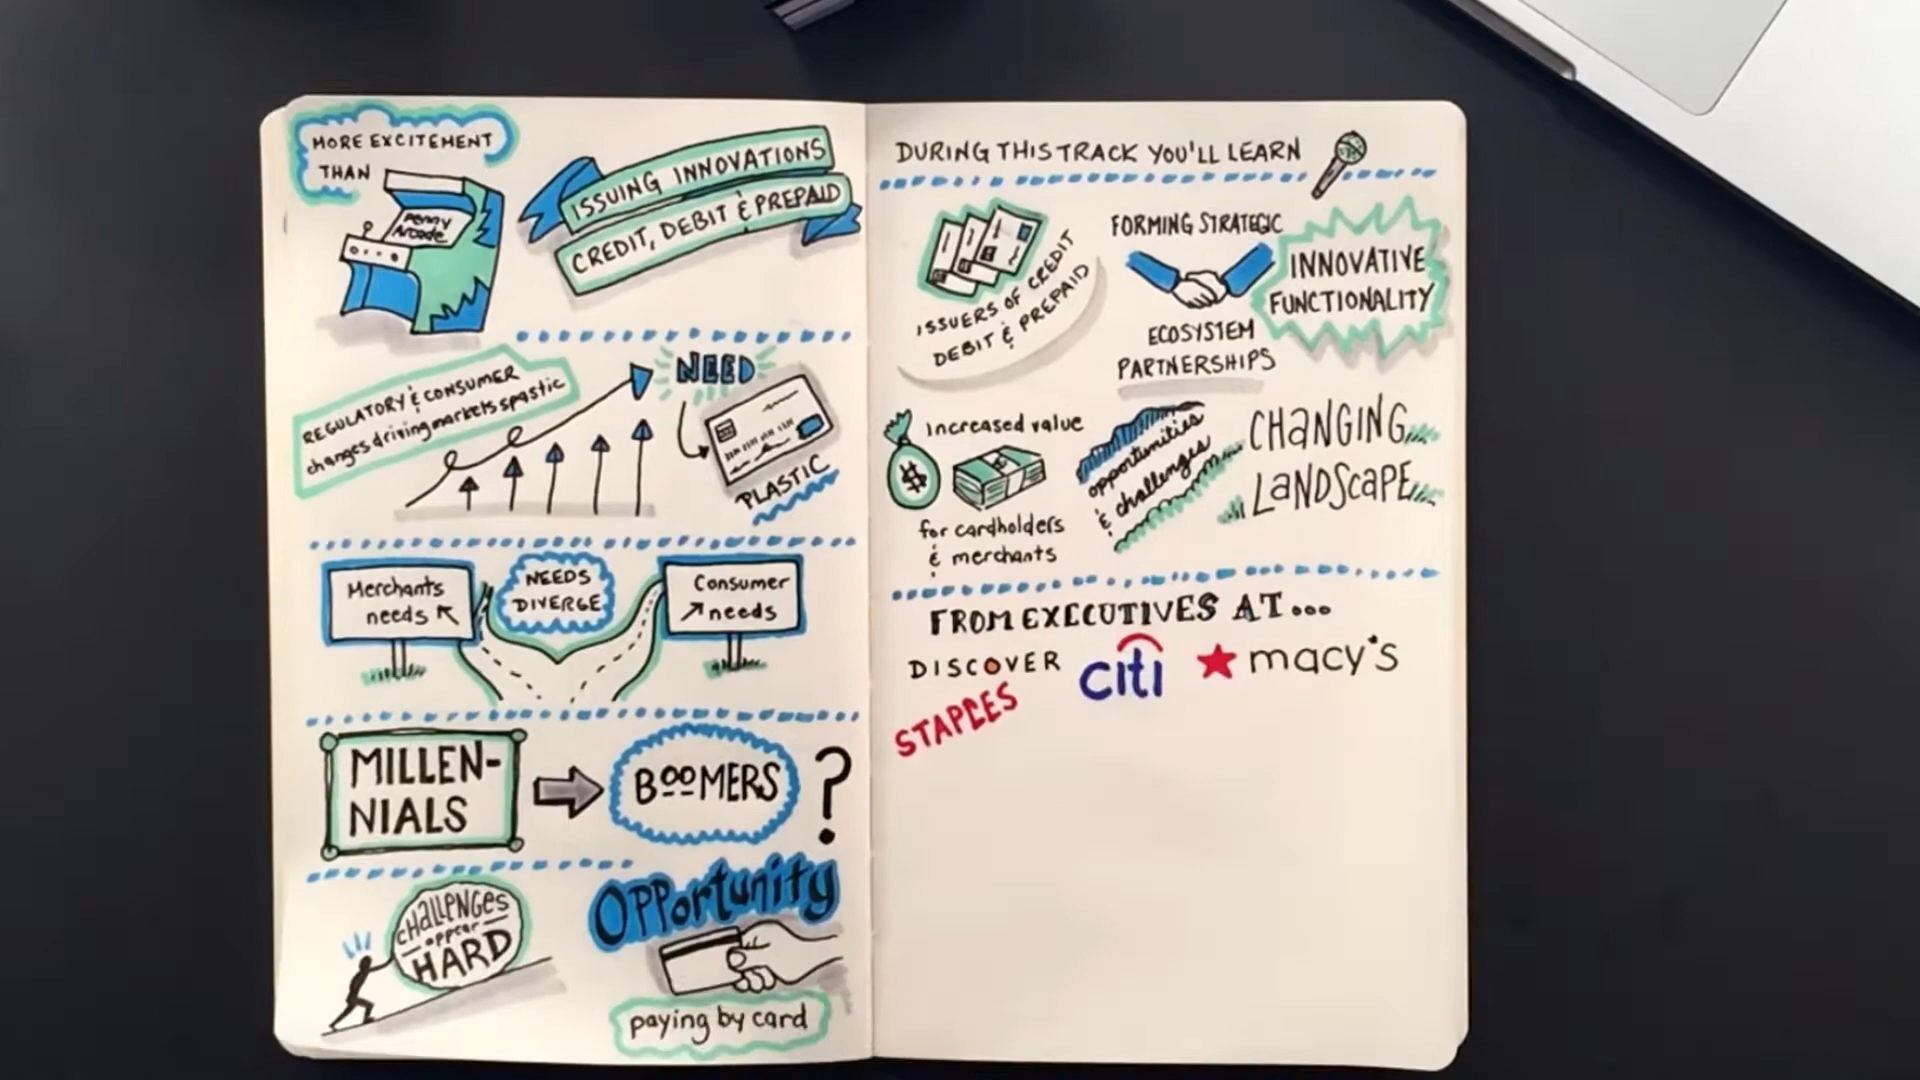 MORE EXCITEMENT
THAN
Penny
Arcade
ISSUING INNOVATIONS
CREDIT, DEBIT & PREPAID
REGULATORY & CONSUMER
changes driving markets spastic
NEED
PLASTIC
Merchants
needs
NEEDS
DIVERGE
Consumer
needs
MILLEN-
NIALS
BOOMERS
?
CHALLENGES
appear
HARD
OPPortunity
paying by card
DURING THIS TRACK YOU'LL LEARN
ISSUERS OF CREDIT
DEBIT & PREPAID
FORMING STRATEGIC
ECOSYSTEM
PARTNERSHIPS
INNOVATIVE
FUNCTIONALITY
$
increased value
for cardholders
& merchants
opportunities
& challenges
CHANGING
LANDSCAPE
FROM EXECUTIVES AT...
DISCOVER
citi
macy's
STAPLES